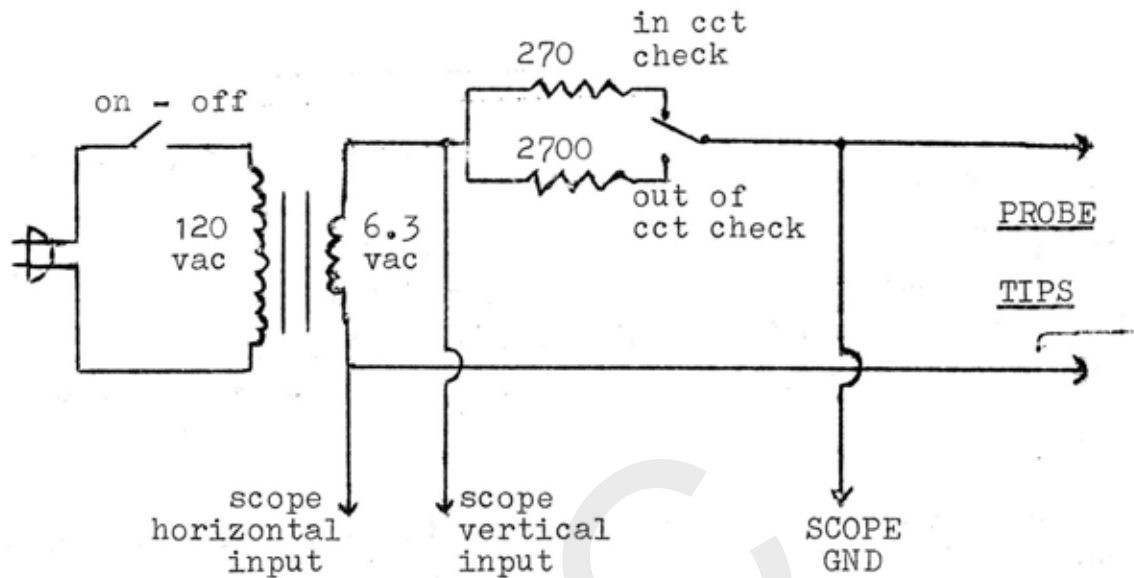 in cct
check
270
on - off
2700
out of
cct check
120
vac
6.3
vac
PROBE
TIPS
scope
horizontal
input
scope
vertical
input
SCOPE
GND